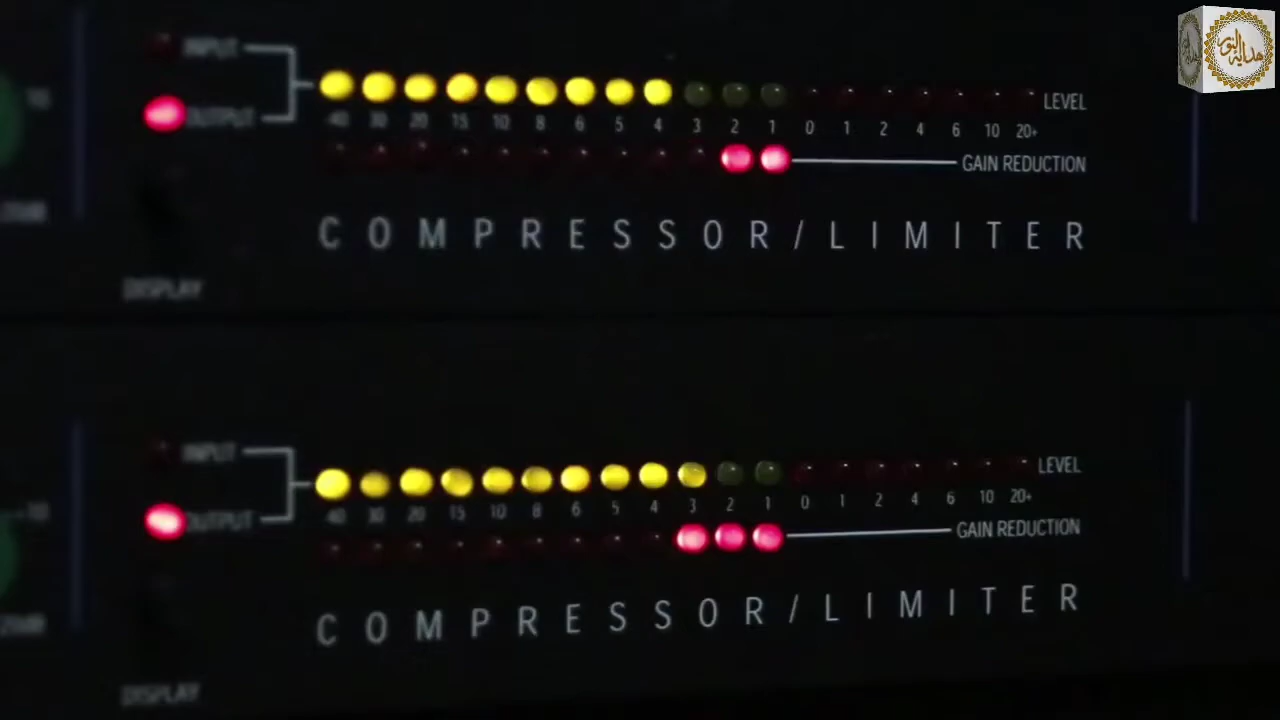 هداية النور
INPUT
OUTPUT
40 30 20 15 10 8 6 5 4 3 2 1 0 1 2 4 6 10 20+ LEVEL
GAIN REDUCTION
COMPRESSOR/LIMITER
DISPLAY
INPUT
OUTPUT
40 30 20 15 10 8 6 5 4 3 2 1 0 1 2 4 6 10 20+ LEVEL
GAIN REDUCTION
COMPRESSOR/LIMITER
DISPLAY